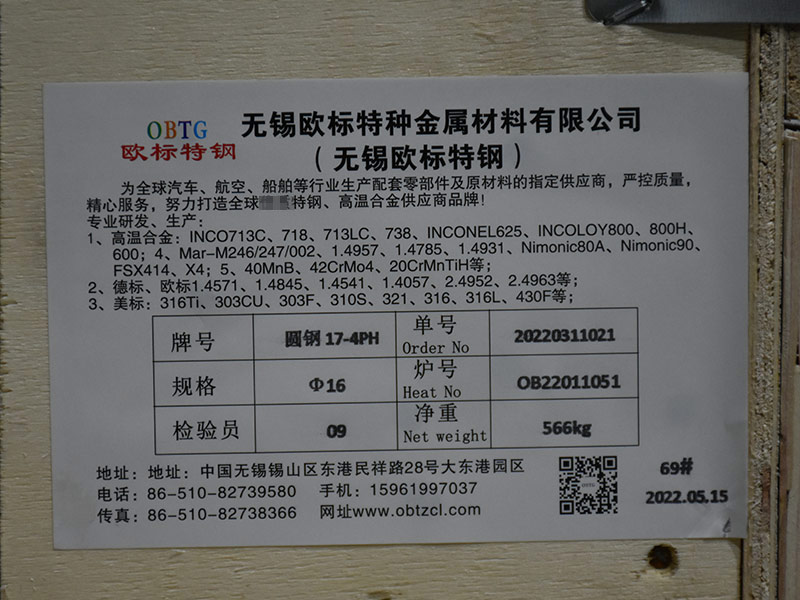 OBTG
欧标特钢
无锡欧标特种金属材料有限公司
（无锡欧标特钢）
为全球汽车、航空、船舶等行业生产配套零部件及原材料的指定供应商，严控质量，
精心服务，努力打造全球特钢、高温合金供应商品牌!
专业研发、生产：
1、高温合金：INCO713C、718、713LC、738、INCONEL625、INCOLOY800、800H、
600；4、Mar-M246/247/002、1.4957、1.4785、1.4931、Nimonic80A、Nimonic90、
FSX414、X4；5、40MnB、42CrMo4、20CrMnTiH等；
2、德标、欧标1.4571、1.4845、1.4541、1.4057、2.4952、2.4963等；
3、美标：316Ti、303CU、303F、310S、321、316、316L、430F等；
牌号 圆钢 17-4PH 单号 Order No 20220311021
规格 Φ16 炉号 Heat No OB22011051
检验员 09 净重 Net weight 566kg
地址：地址：中国无锡锡山区东港民祥路28号大东港园区
电话：86-510-82739580 手机：15961997037
传真：86-510-82738366 网址www.obtzcl.com
69#
2022.05.15